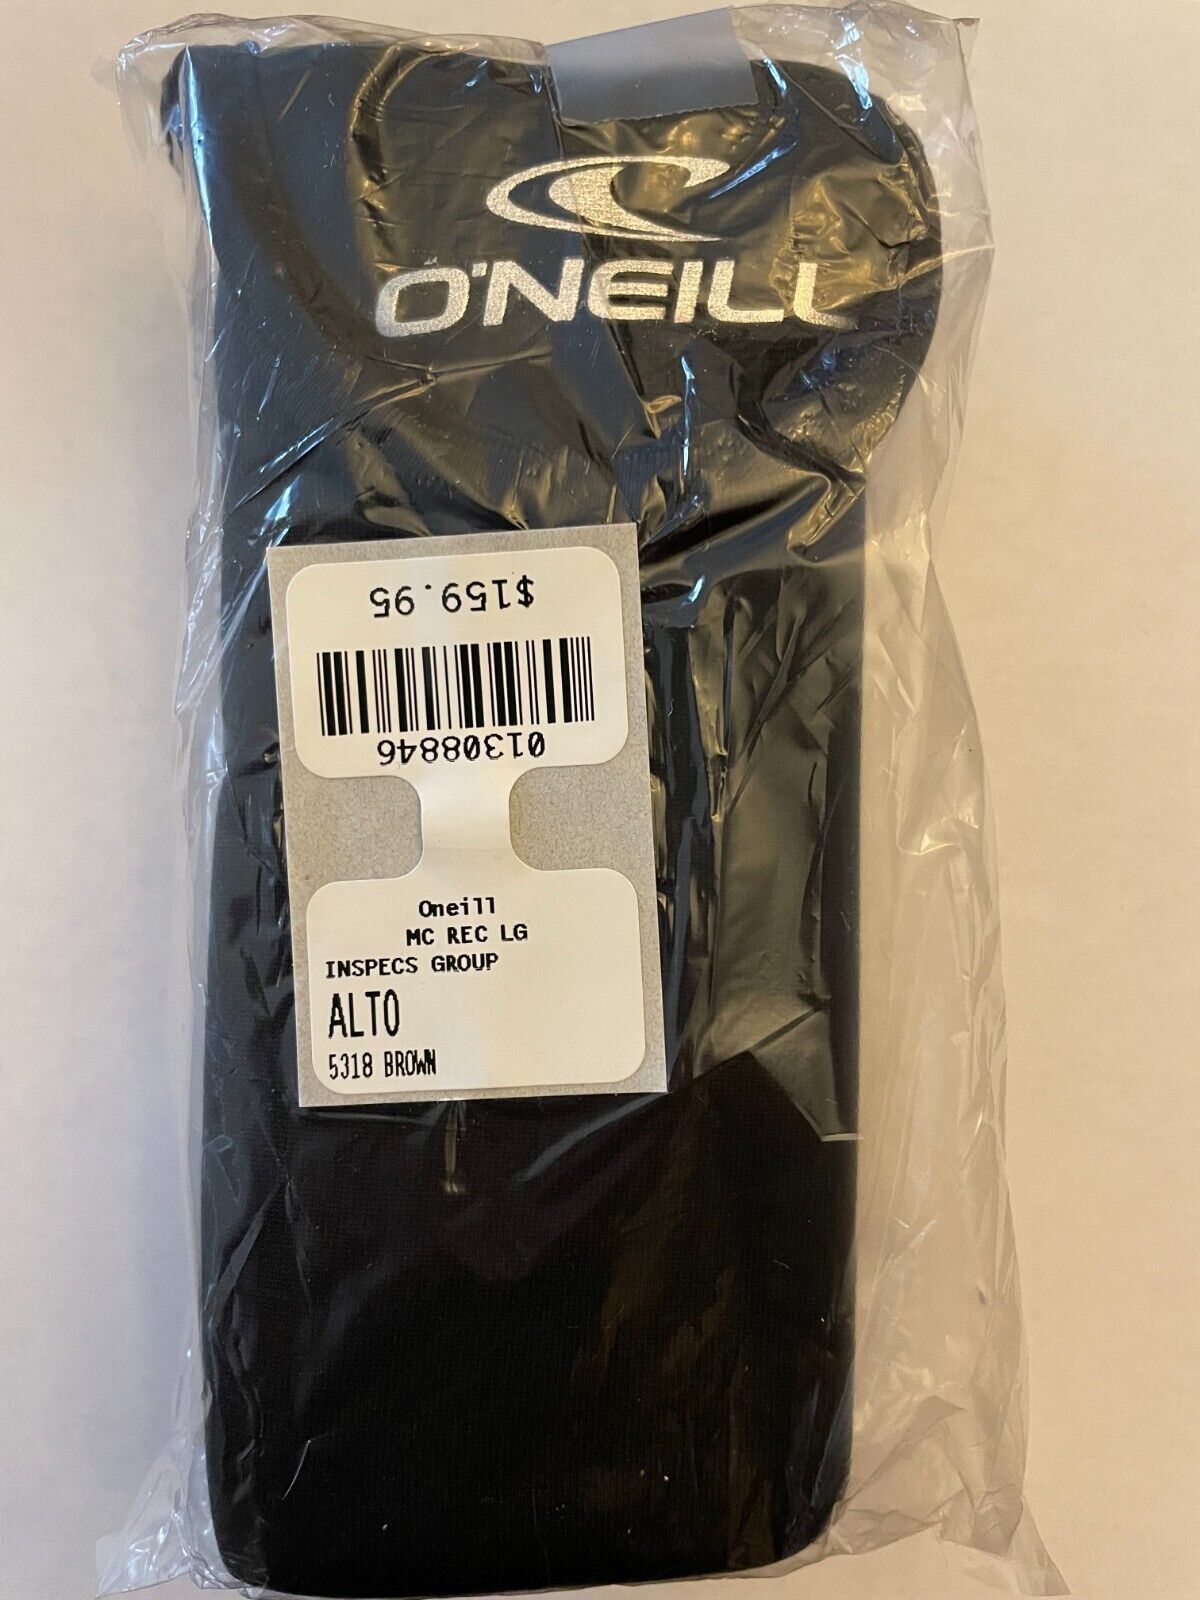 O'NEILL
$159.95
01308846
Oneill
MC REC LG
INSPECS GROUP
ALTO
5318 BROWN